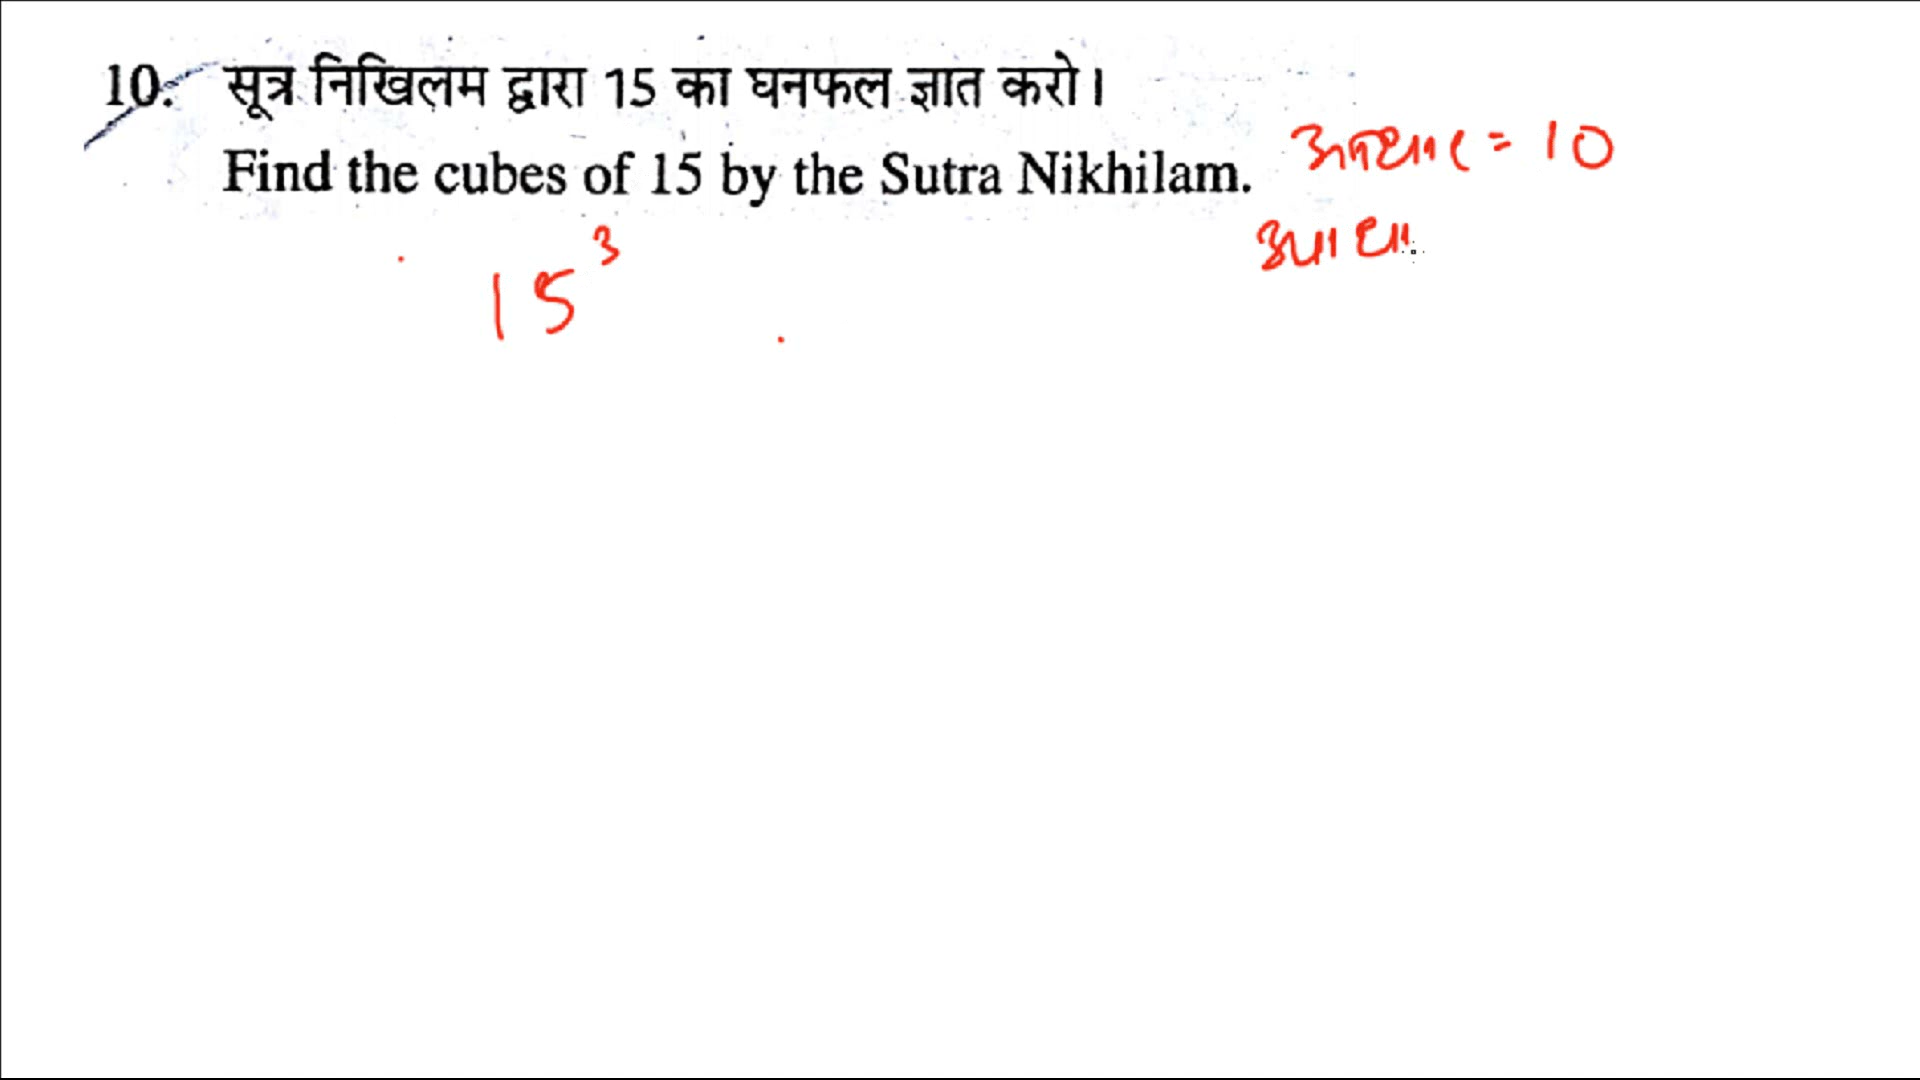 10. सूत्र निखिलम द्वारा 15 का घनफल ज्ञात करो।
Find the cubes of 15 by the Sutra Nikhilam.
आधार = 10
15³